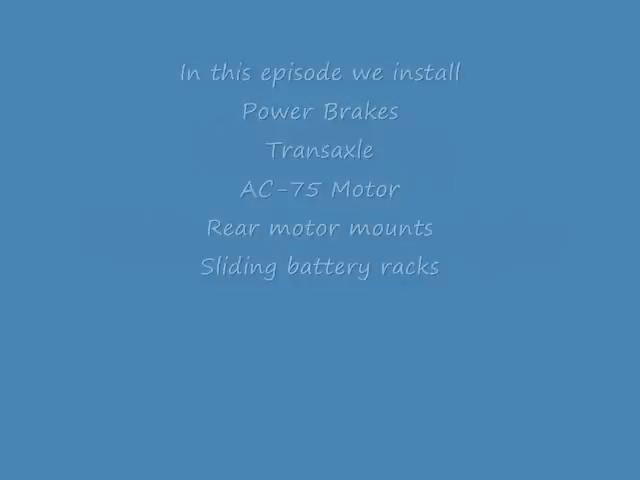 In this episode we install
Power Brakes
Transaxle
AC-75 Motor
Rear motor mounts
Sliding battery racks